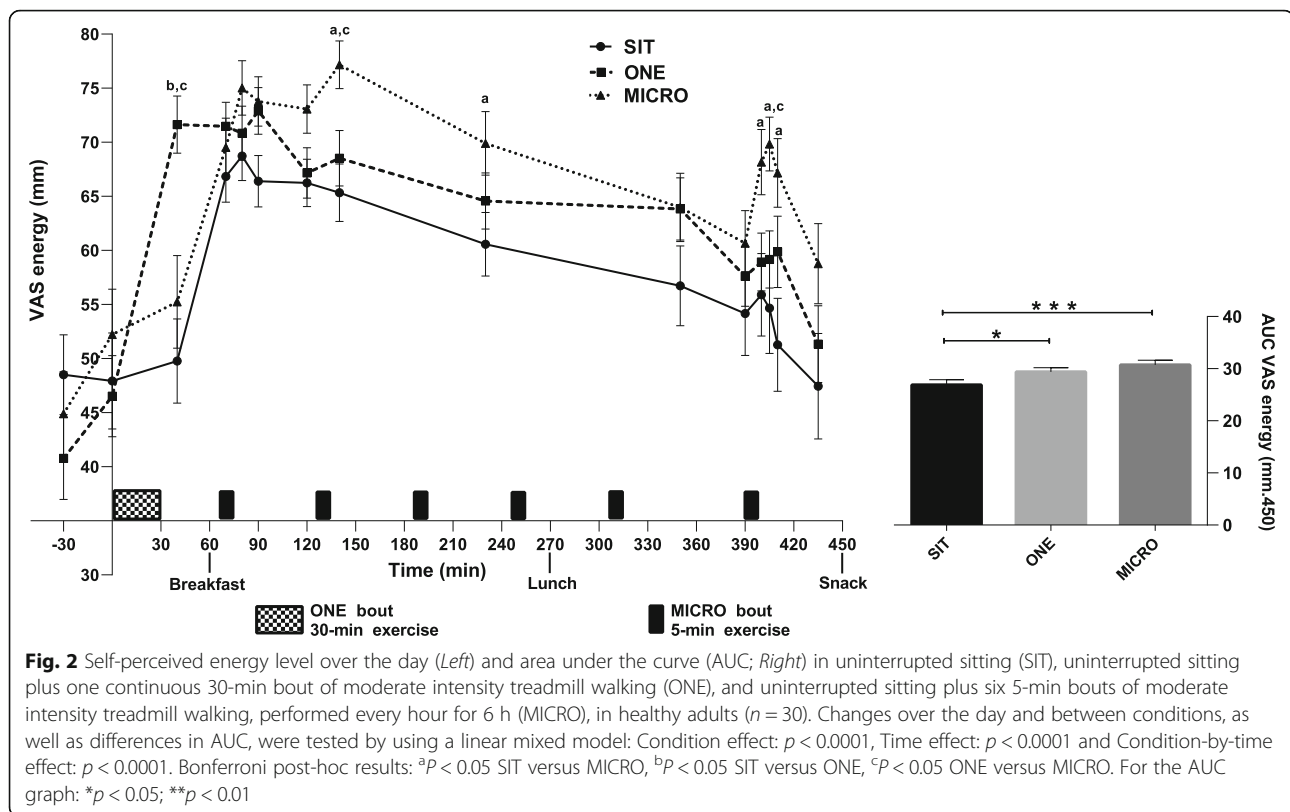 80
75
70
65
60
55
50
45
40
30
VAS energy (mm)
b,c
a,c
a
a
a,c
a
SIT
ONE
MICRO
-30 30 60 90 120 150 180 210 240 270 300 330 360 390 420 450
Breakfast Time (min) Lunch Snack
ONE bout
30-min exercise
MICRO bout
5-min exercise
* * *
*
40
30
20
10
0
AUC VAS energy (mm.450)
SIT ONE MICRO
Fig. 2 Self-perceived energy level over the day (Left) and area under the curve (AUC; Right) in uninterrupted sitting (SIT), uninterrupted sitting
plus one continuous 30-min bout of moderate intensity treadmill walking (ONE), and uninterrupted sitting plus six 5-min bouts of moderate
intensity treadmill walking, performed every hour for 6 h (MICRO), in healthy adults (n = 30). Changes over the day and between conditions, as
well as differences in AUC, were tested by using a linear mixed model: Condition effect: p < 0.0001, Time effect: p < 0.0001 and Condition-by-time
effect: p < 0.0001. Bonferroni post-hoc results: ᵃP < 0.05 SIT versus MICRO, ᵇP < 0.05 SIT versus ONE, ᶜP < 0.05 ONE versus MICRO. For the AUC
graph: *p < 0.05; **p < 0.01